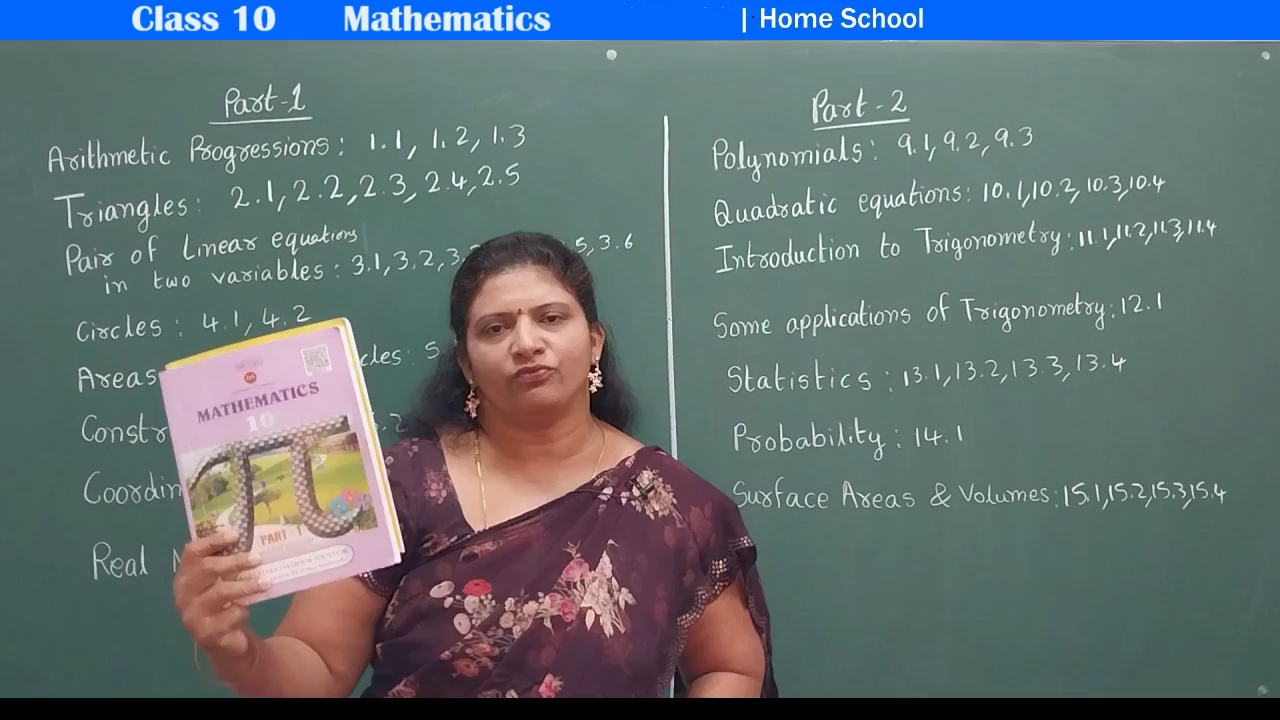 Class 10 Mathematics | Home School
Part-1
Arithmetic Progressions: 1.1, 1.2, 1.3
Triangles: 2.1, 2.2, 2.3, 2.4, 2.5
Pair of Linear equations
in two variables: 3.1, 3.2, 5, 3.6
Circles: 4.1, 4.2
Areas
Real
Part-2
Polynomials: 9.1, 9.2, 9.3
Quadratic equations: 10.1, 10.2, 10.3, 10.4
Introduction to Trigonometry: 11.1, 11.2, 11.3, 11.4
Some applications of Trigonometry: 12.1
Statistics: 13.1, 13.2, 13.3, 13.4
Probability: 14.1
Surface Areas & Volumes: 15.1, 15.2, 15.3, 15.4
MATHEMATICS
10
PART-1